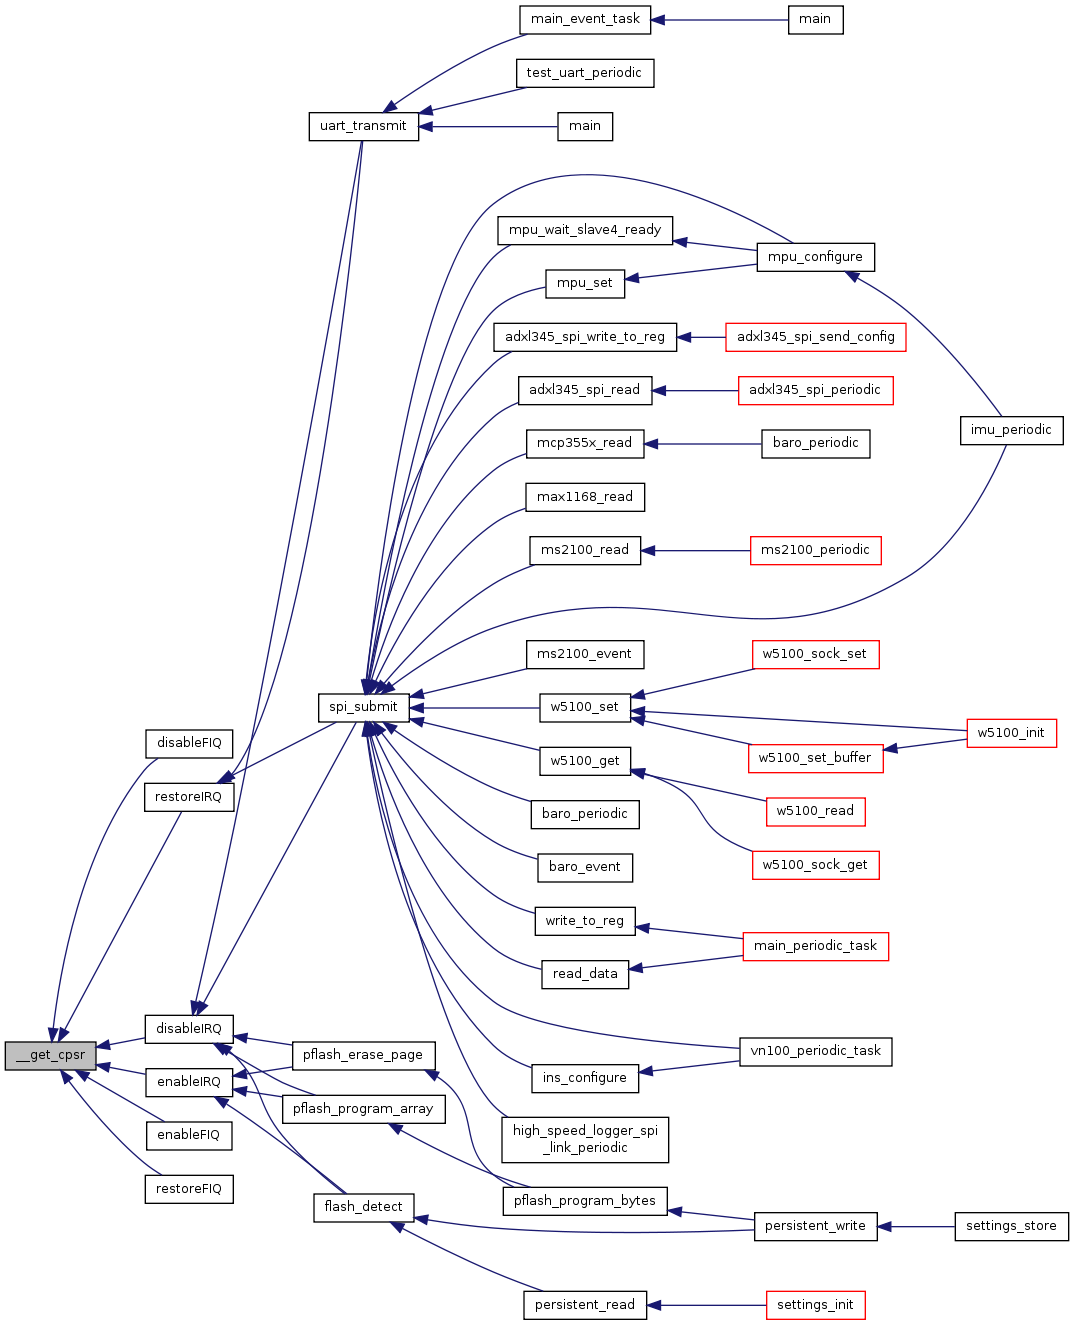 main_event_task
main
test_uart_periodic
uart_transmit
main
mpu_wait_slave4_ready
mpu_configure
mpu_set
adxl345_spi_write_to_reg
adxl345_spi_send_config
adxl345_spi_read
adxl345_spi_periodic
imu_periodic
mcp355x_read
baro_periodic
max1168_read
ms2100_read
ms2100_periodic
ms2100_event
w5100_sock_set
spi_submit
w5100_set
w5100_init
disableFIQ
w5100_get
w5100_set_buffer
restoreIRQ
baro_periodic
w5100_read
baro_event
w5100_sock_get
write_to_reg
main_periodic_task
read_data
disableIRQ
__get_cpsr
pflash_erase_page
vn100_periodic_task
enableIRQ
ins_configure
pflash_program_array
enableFIQ
high_speed_logger_spi
_link_periodic
restoreFIQ
flash_detect
pflash_program_bytes
persistent_write
settings_store
persistent_read
settings_init